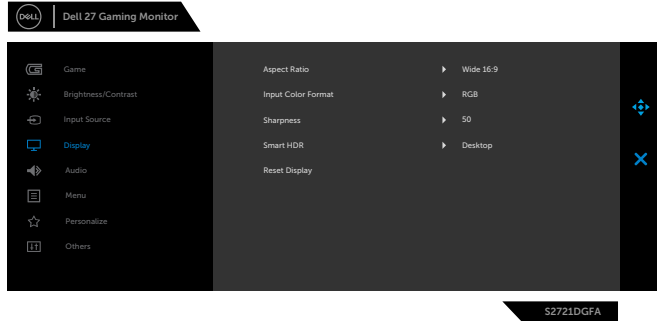 DELL
Dell 27 Gaming Monitor
Game
Aspect Ratio Wide 16:9
Brightness/Contrast Input Color Format RGB
Input Source Sharpness 50
Display Smart HDR Desktop
Audio Reset Display
Menu
Personalize
Others
S2721DGFA